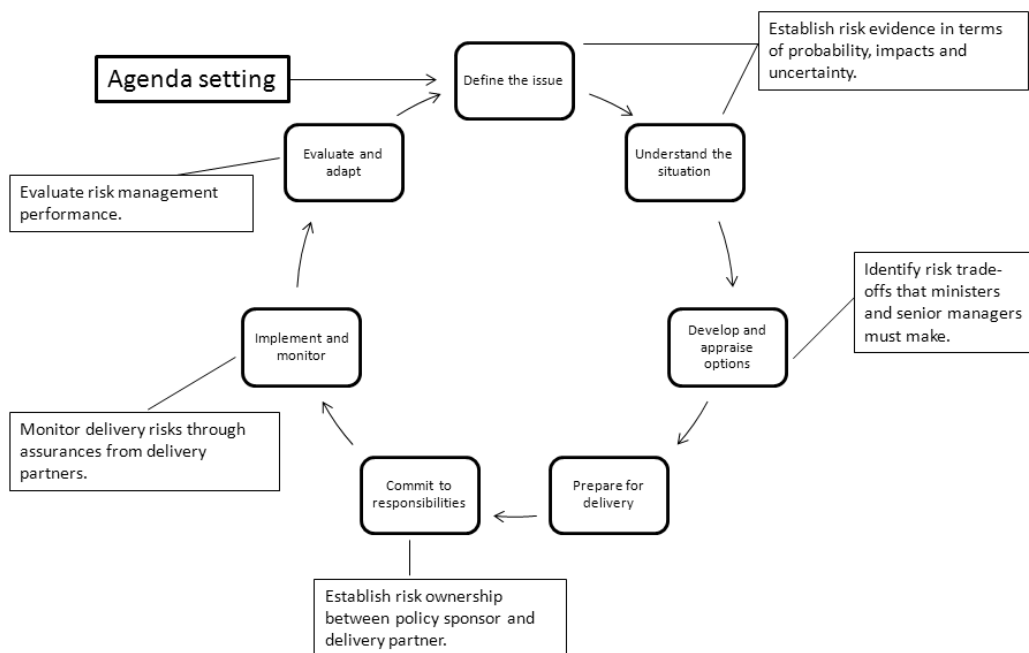 Agenda setting
Define the issue
Establish risk evidence in terms
of probability, impacts and
uncertainty.
Understand the
situation
Identify risk trade-
offs that ministers
and senior managers
must make.
Develop and
appraise
options
Prepare for
delivery
Commit to
responsibilities
Establish risk ownership
between policy sponsor and
delivery partner.
Implement and
monitor
Monitor delivery risks through
assurances from delivery
partners.
Evaluate and
adapt
Evaluate risk management
performance.